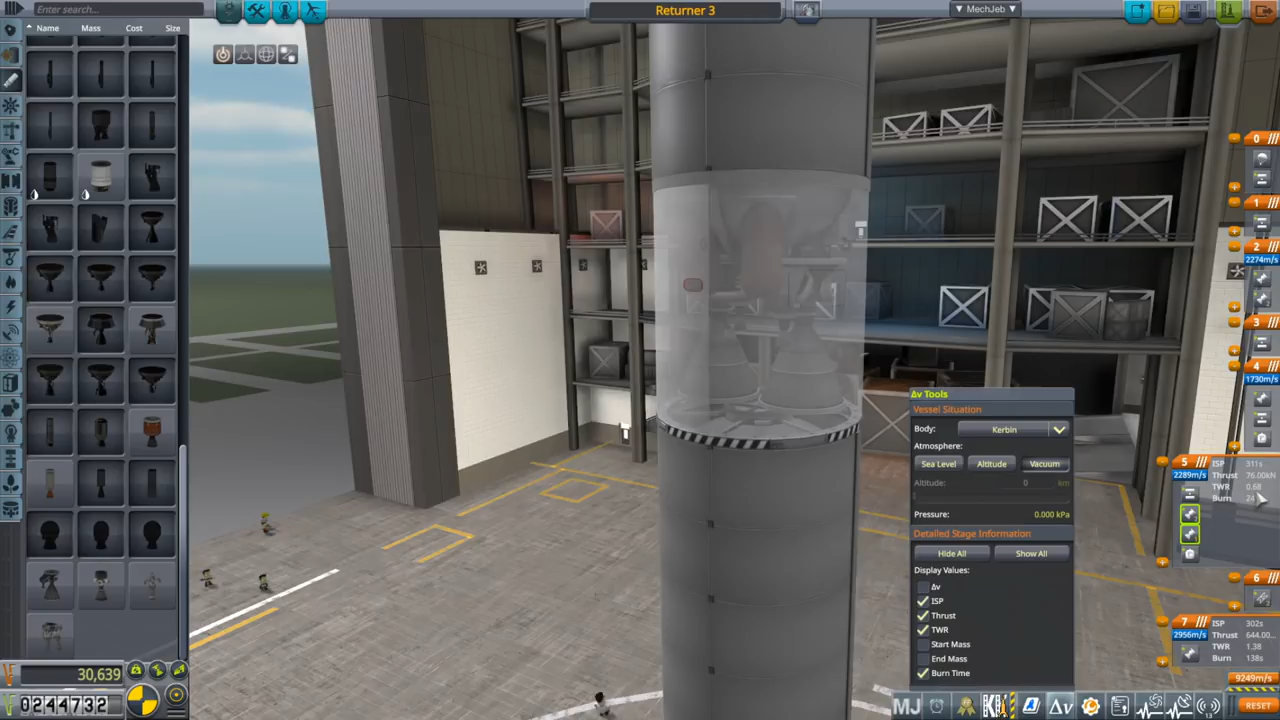 Enter name
Returner 3
▼ MechJeb ▼
Name Mass Cost Size
0
1
2
2274m/s
3
4
1730m/s
Δv Tools
Vessel Situation
Body: Kerbin
Atmosphere:
Sea Level Altitude Vacuum
Altitude: 0 km
Pressure: 0.000 kPa
Detailed Stage Information
Hide All Show All
Display Values:
Δv
ISP
Thrust
TWR
Start Mass
End Mass
Burn Time
5 ISP 311s
2289m/s Thrust 76.00kN
TWR 0.68
Burn
6
7 ISP 302s
2956m/s Thrust 644.00...
TWR 1.38
Burn 138s
9249m/s
30,639
0244732
MJ Δv
RESET